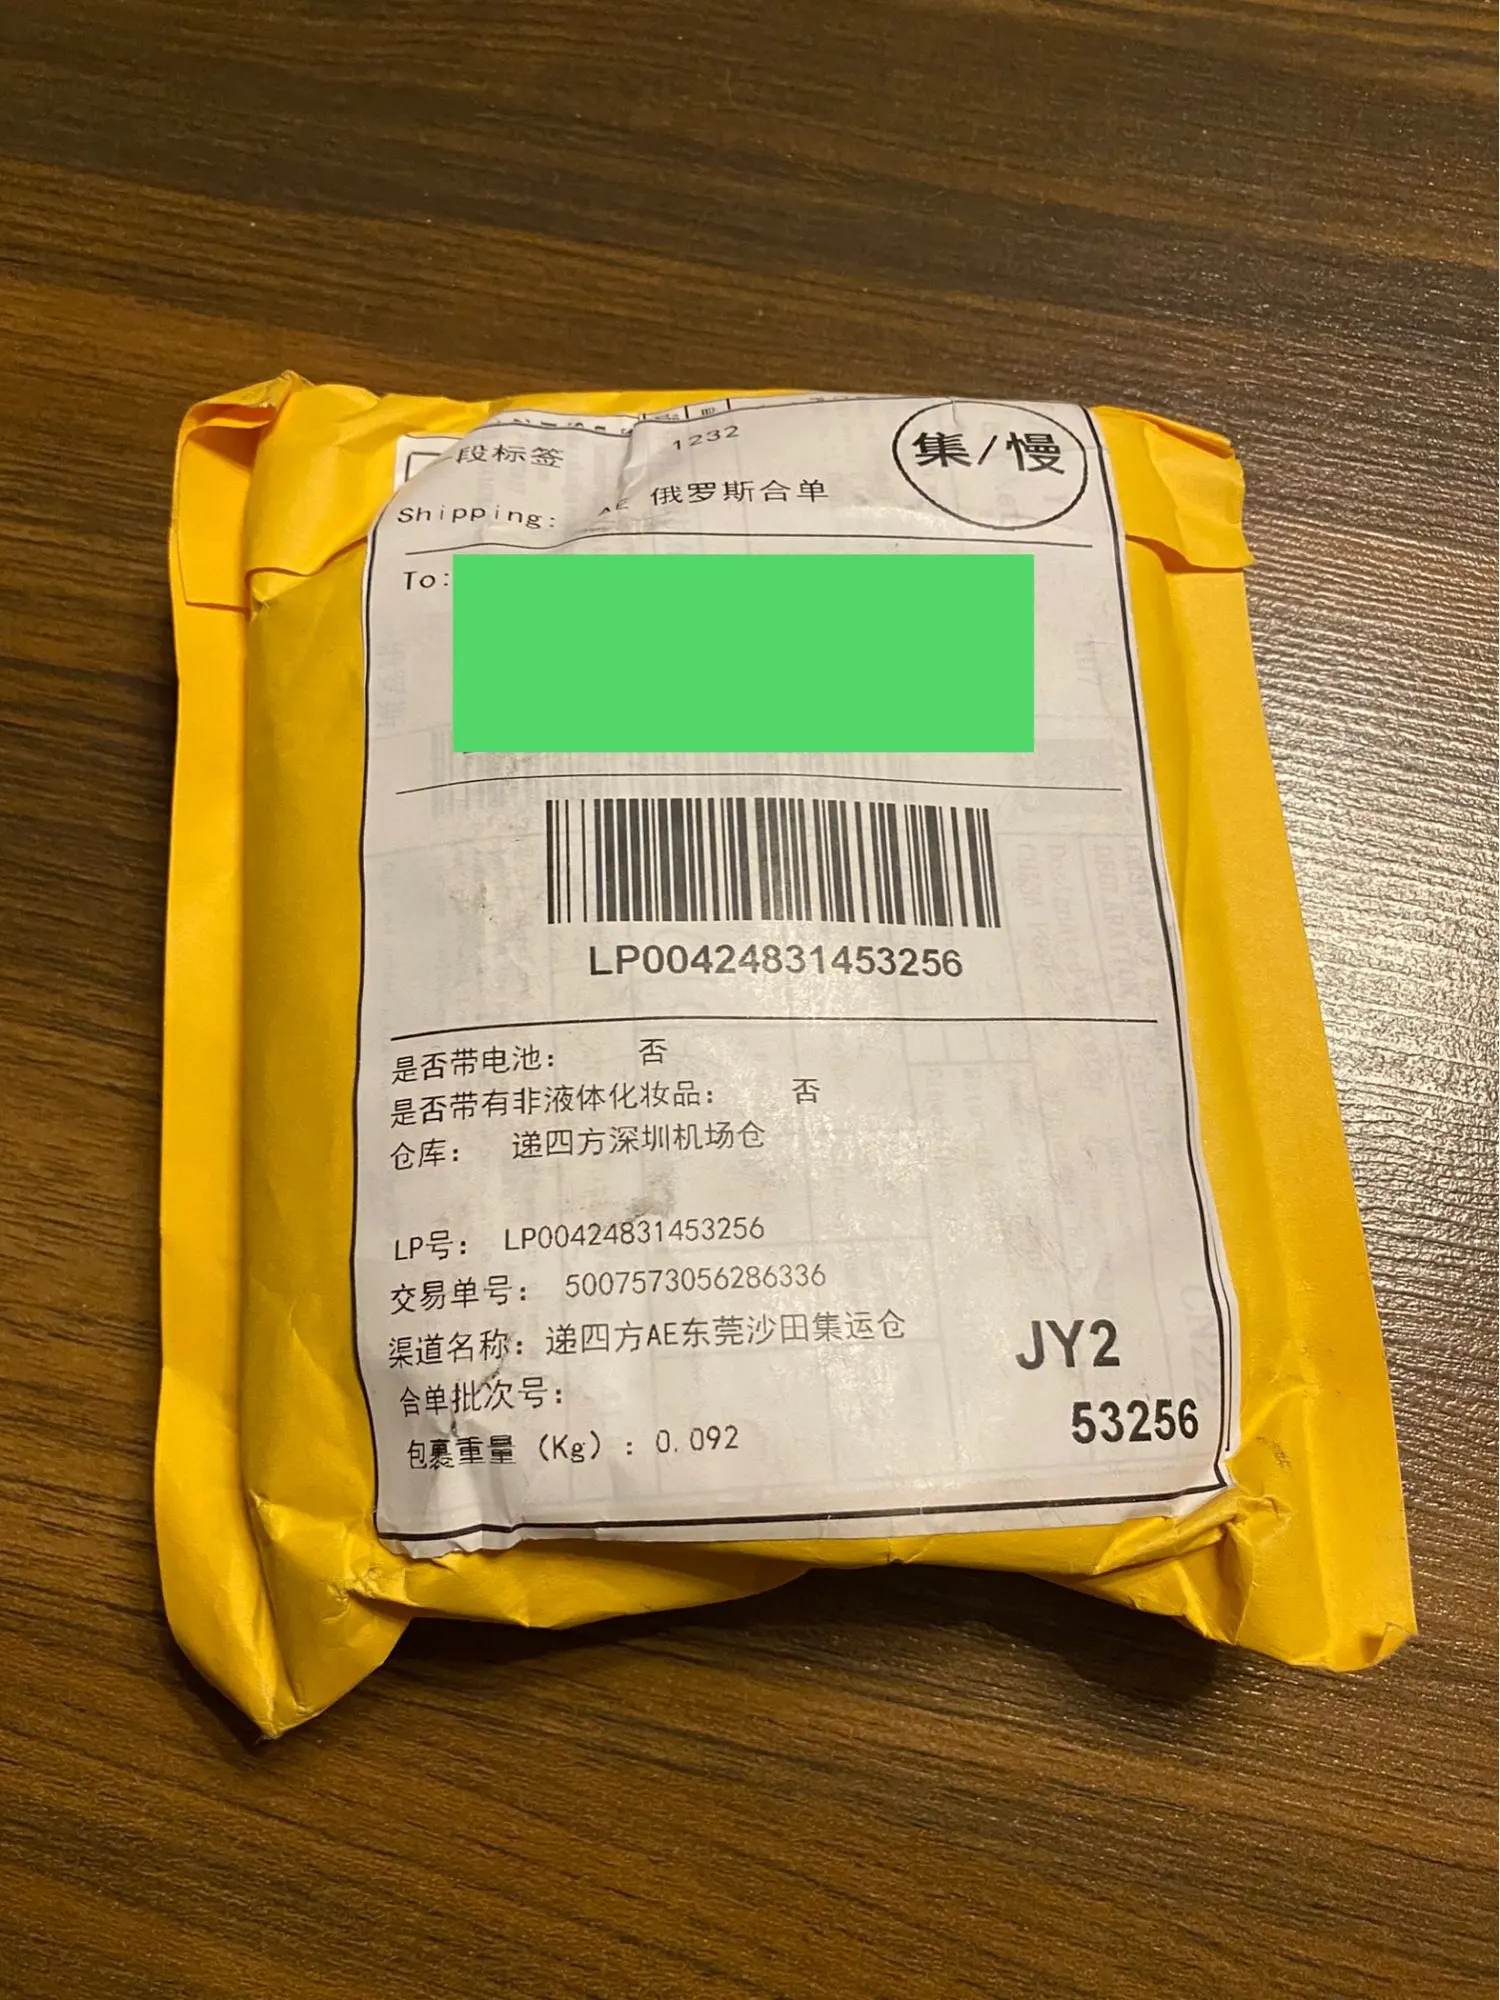 1232
集/慢
一段标签
Shipping: AE 俄罗斯合单
To:
LP00424831453256
是否带电池: 否
是否带有非液体化妆品: 否
仓库: 递四方深圳机场仓
LP号: LP00424831453256
交易单号: 5007573056286336
渠道名称: 递四方AE东莞沙田集运仓
JY2
合单批次号:
53256
包裹重量 (Kg) : 0.092